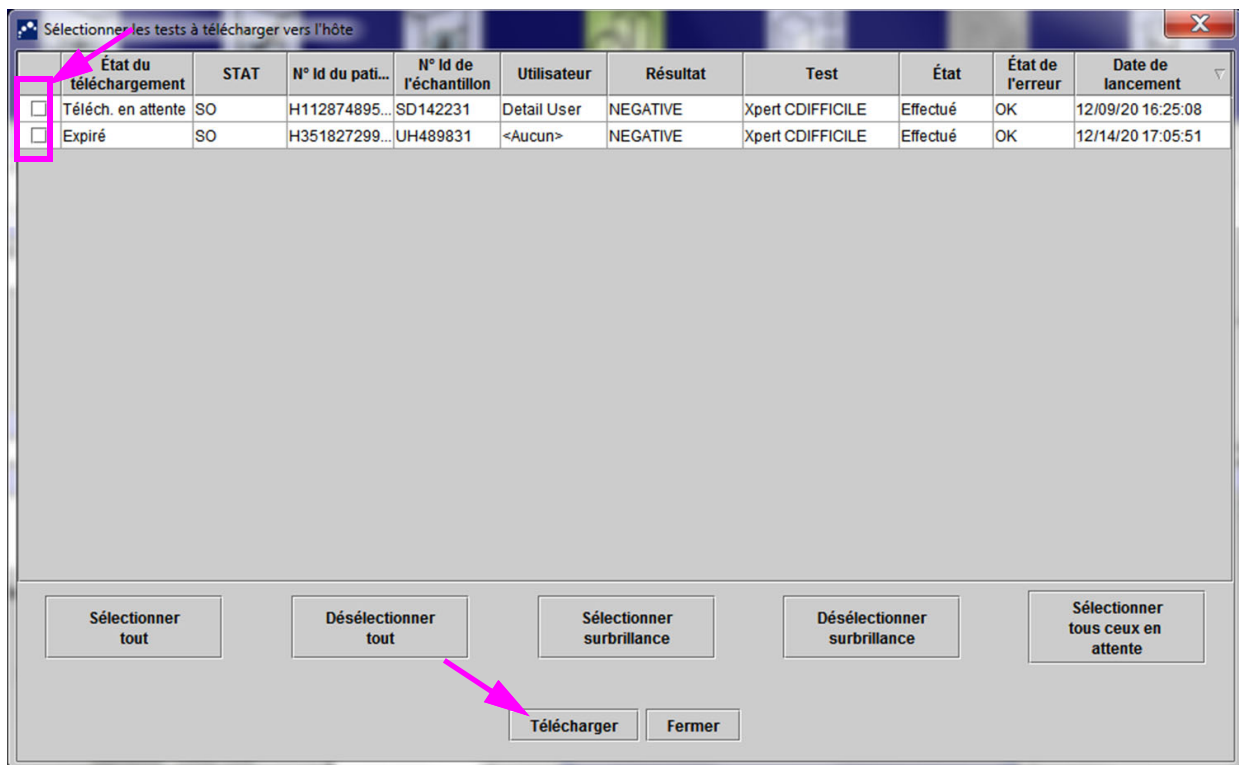 Sélectionner les tests à télécharger vers l'hôte
État du téléchargement STAT N° Id du pati... N° Id de l'échantillon Utilisateur Résultat Test État État de l'erreur Date de lancement
Téléch. en attente SO H112874895... SD142231 Detail User NEGATIVE Xpert CDIFFICILE Effectué OK 12/09/20 16:25:08
Expiré SO H351827299... UH489831 <Aucun> NEGATIVE Xpert CDIFFICILE Effectué OK 12/14/20 17:05:51
Sélectionner
tout
Désélectionner
tout
Sélectionner
surbrillance
Désélectionner
surbrillance
Sélectionner
tous ceux en
attente
Télécharger
Fermer